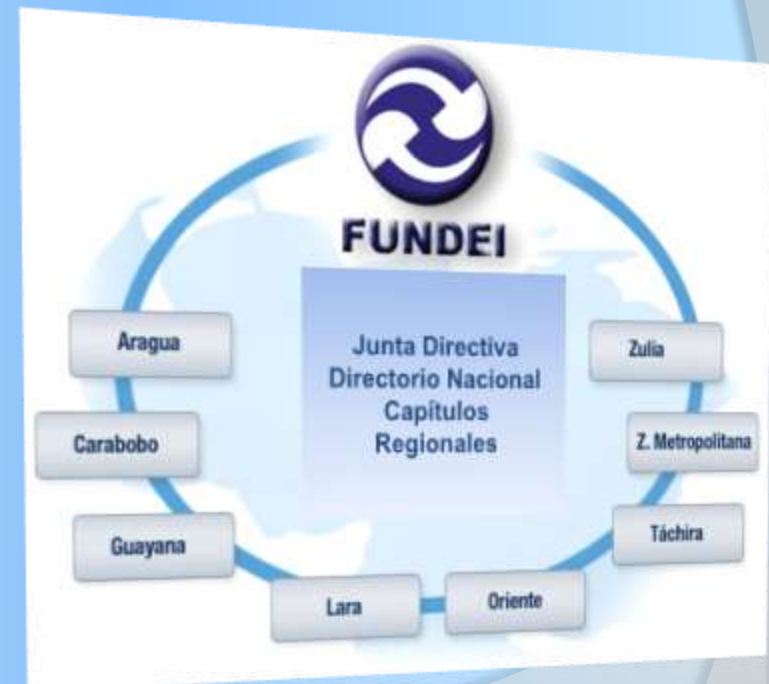 FUNDEI
Junta Directiva
Directorio Nacional
Capítulos
Regionales
Aragua
Carabobo
Guayana
Lara
Oriente
Táchira
Z. Metropolitana
Zulia